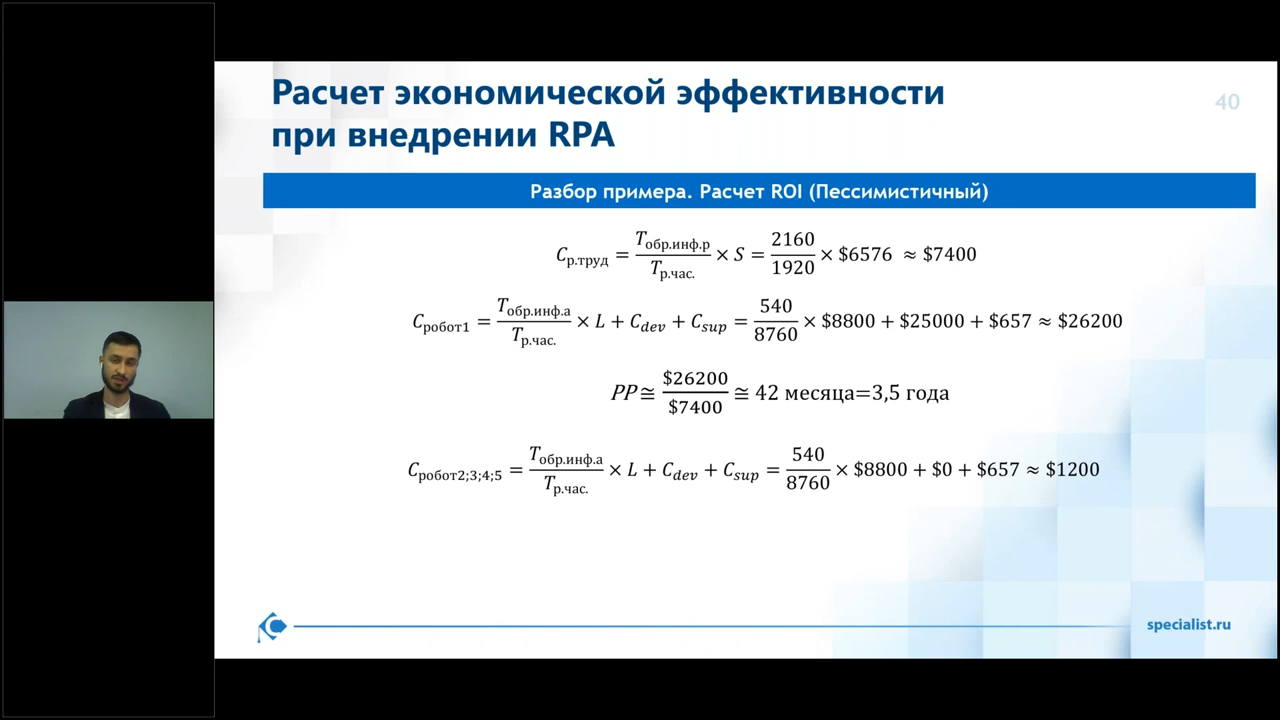 Расчет экономической эффективности
при внедрении RPA
40
Разбор примера. Расчет ROI (Пессимистичный)
C_р.труд = T_обр.инф.р / T_р.час. × S = 2160 / 1920 × $6576 ≈ $7400
C_робот1 = T_обр.инф.а / T_р.час. × L + C_dev + C_sup = 540 / 8760 × $8800 + $25000 + $657 ≈ $26200
PP ≅ $26200 / $7400 ≅ 42 месяца=3,5 года
C_робот2;3;4;5 = T_обр.инф.а / T_р.час. × L + C_dev + C_sup = 540 / 8760 × $8800 + $0 + $657 ≈ $1200
specialist.ru